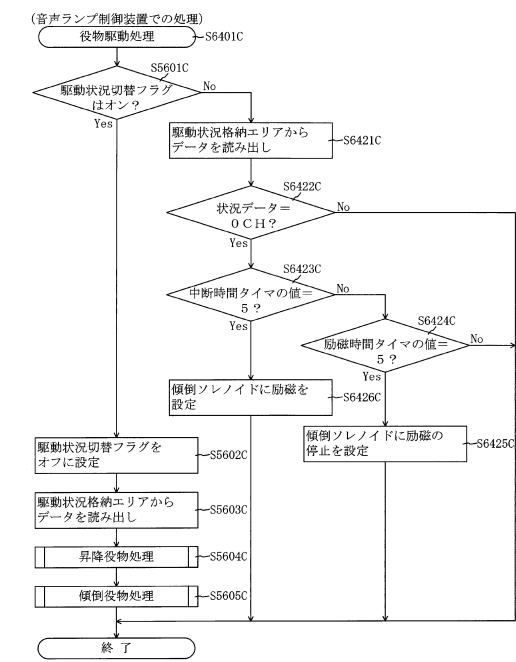 (音声ランプ制御装置での処理)
役物駆動処理
S6401C
S5601C
駆動状況切替フラグ
はオン?
No
Yes
駆動状況格納エリアから
データを読み出し
S6421C
S6422C
状況データ=
0CH?
No
Yes
S6423C
中断時間タイマの値=
5?
No
Yes
S6424C
励磁時間タイマの値=
5?
No
Yes
傾倒ソレノイドに励磁を
設定
S6426C
傾倒ソレノイドに励磁の
停止を設定
S6425C
駆動状況切替フラグを
オフに設定
S5602C
駆動状況格納エリアから
データを読み出し
S5603C
昇降役物処理
S5604C
傾倒役物処理
S5605C
終了